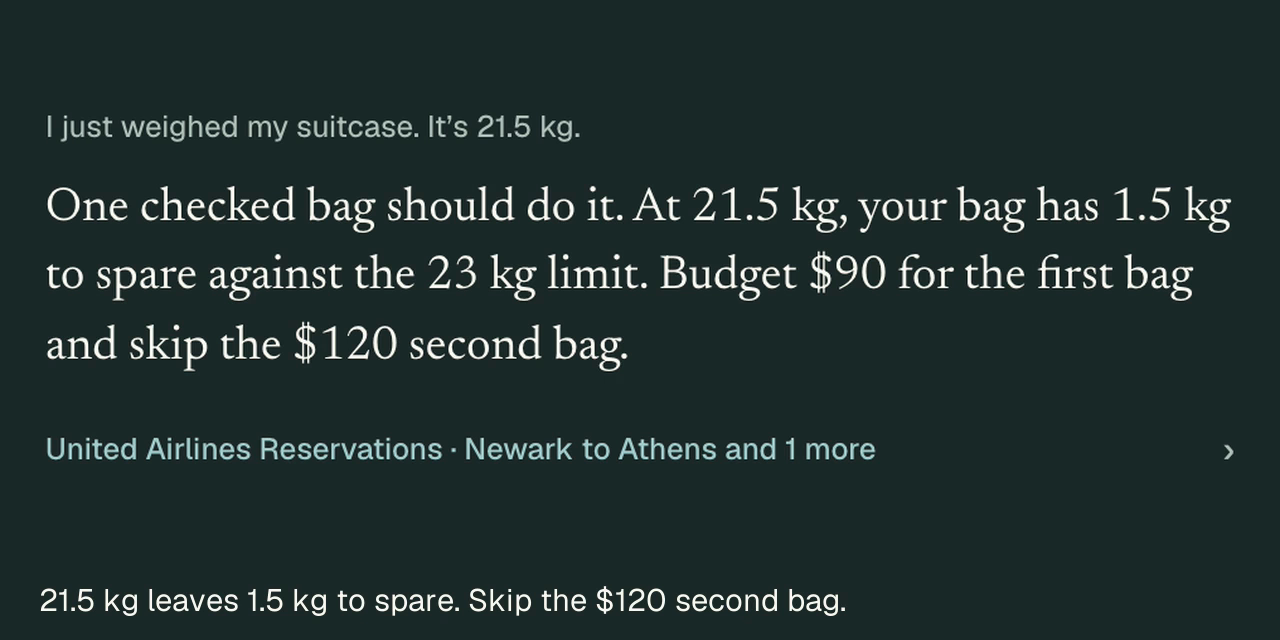 I just weighed my suitcase. It’s 21.5 kg.
One checked bag should do it. At 21.5 kg, your bag has 1.5 kg
to spare against the 23 kg limit. Budget $90 for the first bag
and skip the $120 second bag.
United Airlines Reservations · Newark to Athens and 1 more ›
21.5 kg leaves 1.5 kg to spare. Skip the $120 second bag.